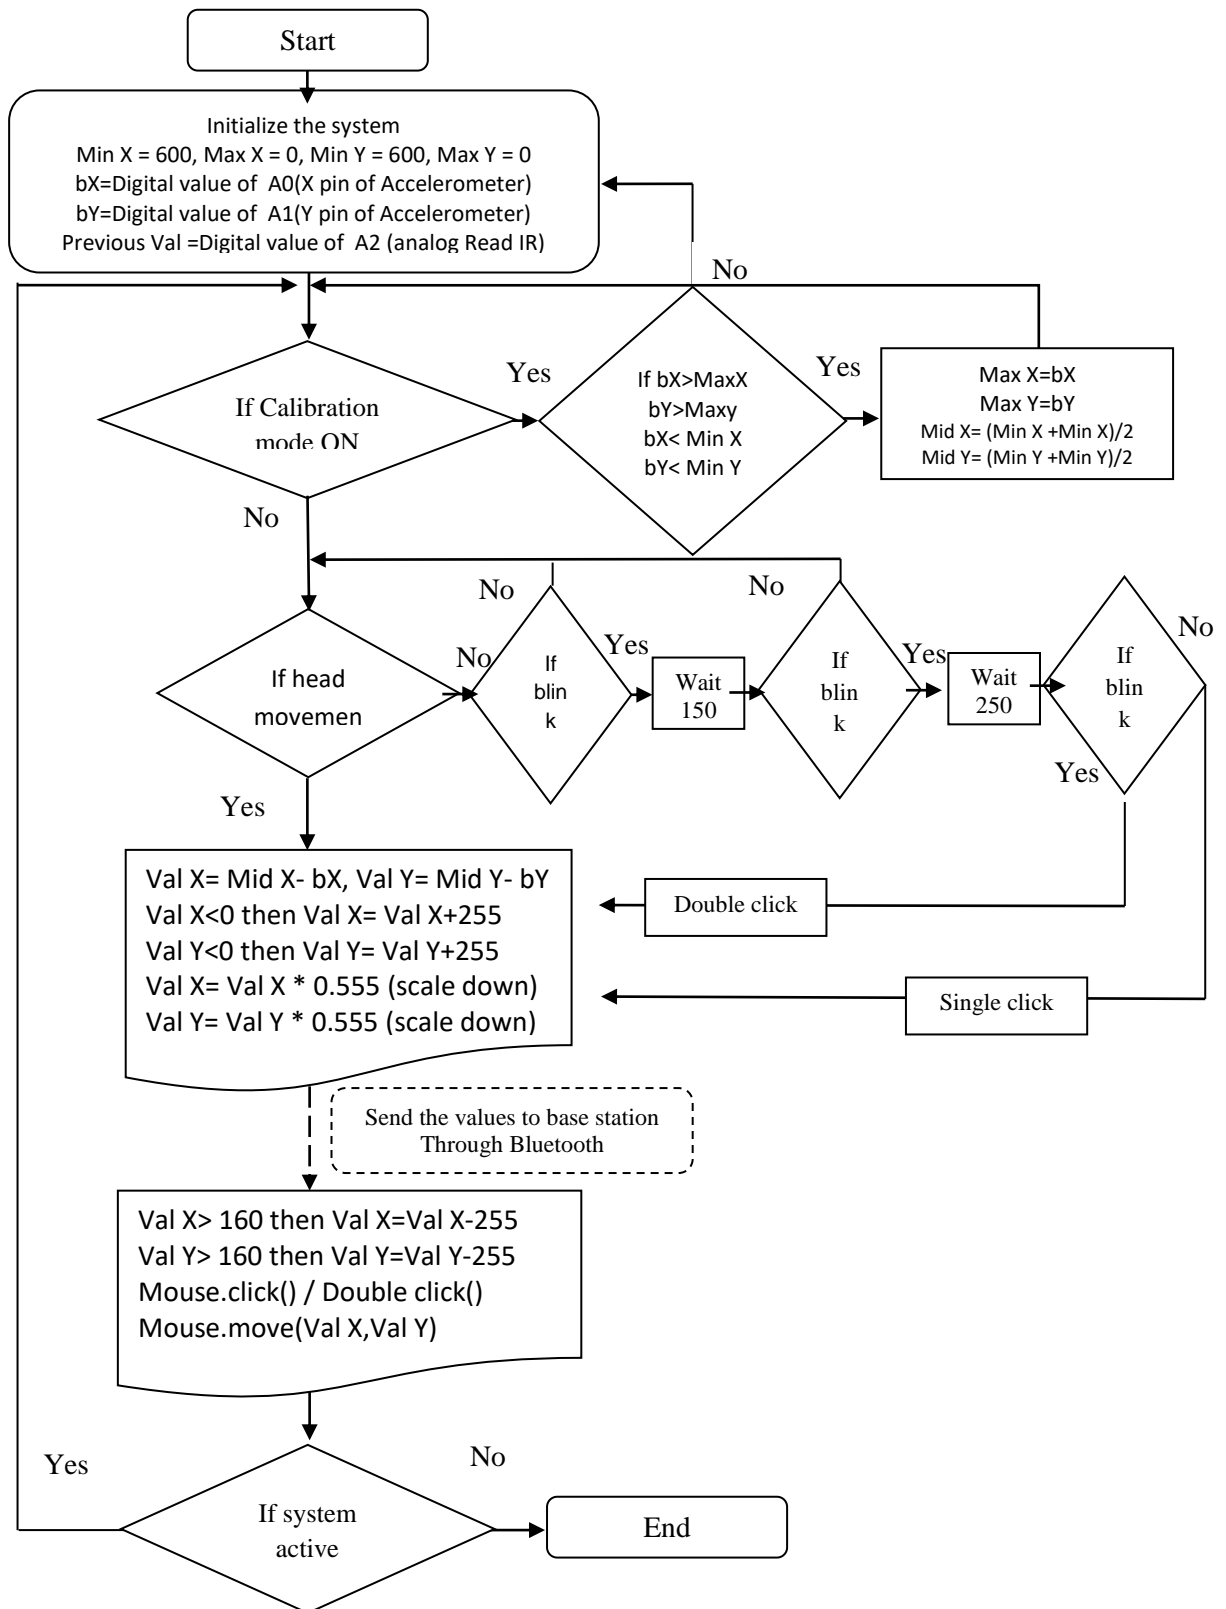 Start
Initialize the system
Min X = 600, Max X = 0, Min Y = 600, Max Y = 0
bX=Digital value of A0(X pin of Accelerometer)
bY=Digital value of A1(Y pin of Accelerometer)
Previous Val =Digital value of A2 (analog Read IR)
No
If Calibration
mode ON
Yes
If bX>MaxX
bY>Maxy
bX< Min X
bY< Min Y
Yes
Max X=bX
Max Y=bY
Mid X= (Min X +Min X)/2
Mid Y= (Min Y +Min Y)/2
No
If head
movemen
No
No
If
blin
k
Yes
Wait
150
No
If
blin
k
Yes
Wait
250
If
blin
k
No
Yes
Yes
Val X= Mid X- bX, Val Y= Mid Y- bY
Val X<0 then Val X= Val X+255
Val Y<0 then Val Y= Val Y+255
Val X= Val X * 0.555 (scale down)
Val Y= Val Y * 0.555 (scale down)
Double click
Single click
Send the values to base station
Through Bluetooth
Val X> 160 then Val X=Val X-255
Val Y> 160 then Val Y=Val Y-255
Mouse.click() / Double click()
Mouse.move(Val X,Val Y)
Yes
If system
active
No
End